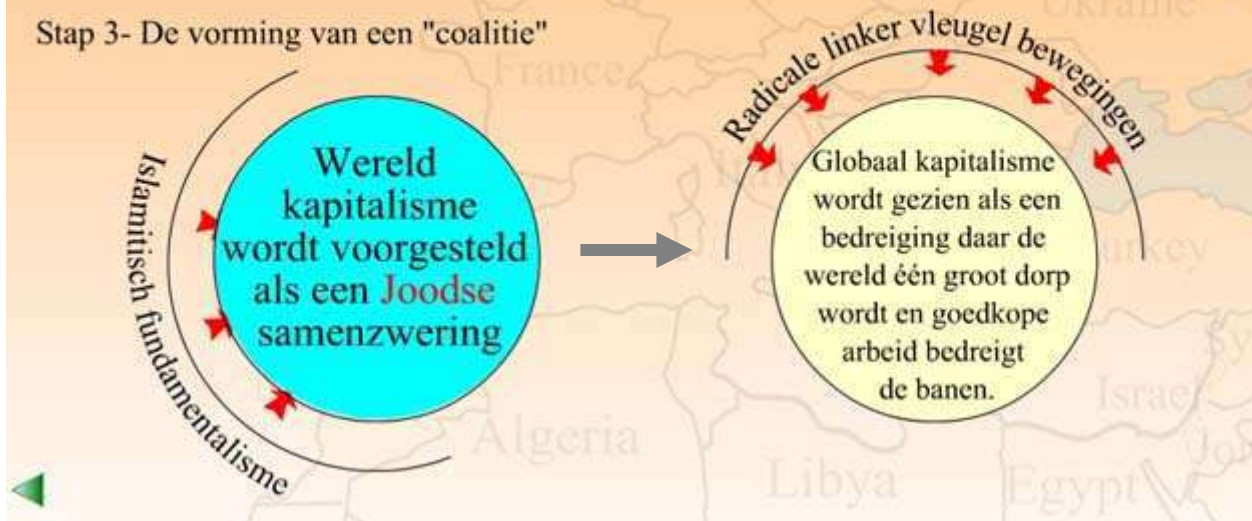 Stap 3- De vorming van een "coalitie"
Islamitisch fundamentalisme
Wereld
kapitalisme
wordt voorgesteld
als een Joodse
samenzwering
Radicale linker vleugel bewegingen
Globaal kapitalisme
wordt gezien als een
bedreiging daar de
wereld één groot dorp
wordt en goedkope
arbeid bedreigt
de banen.
Ukraine
France
Algeria
Libya
Egypt
Israel